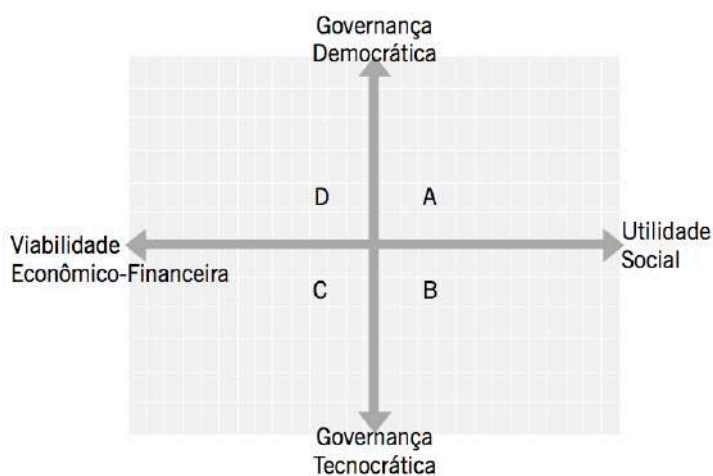 Governança
Democrática
D
A
Viabilidade
Econômico-Financeira
Utilidade
Social
C
B
Governança
Tecnocrática